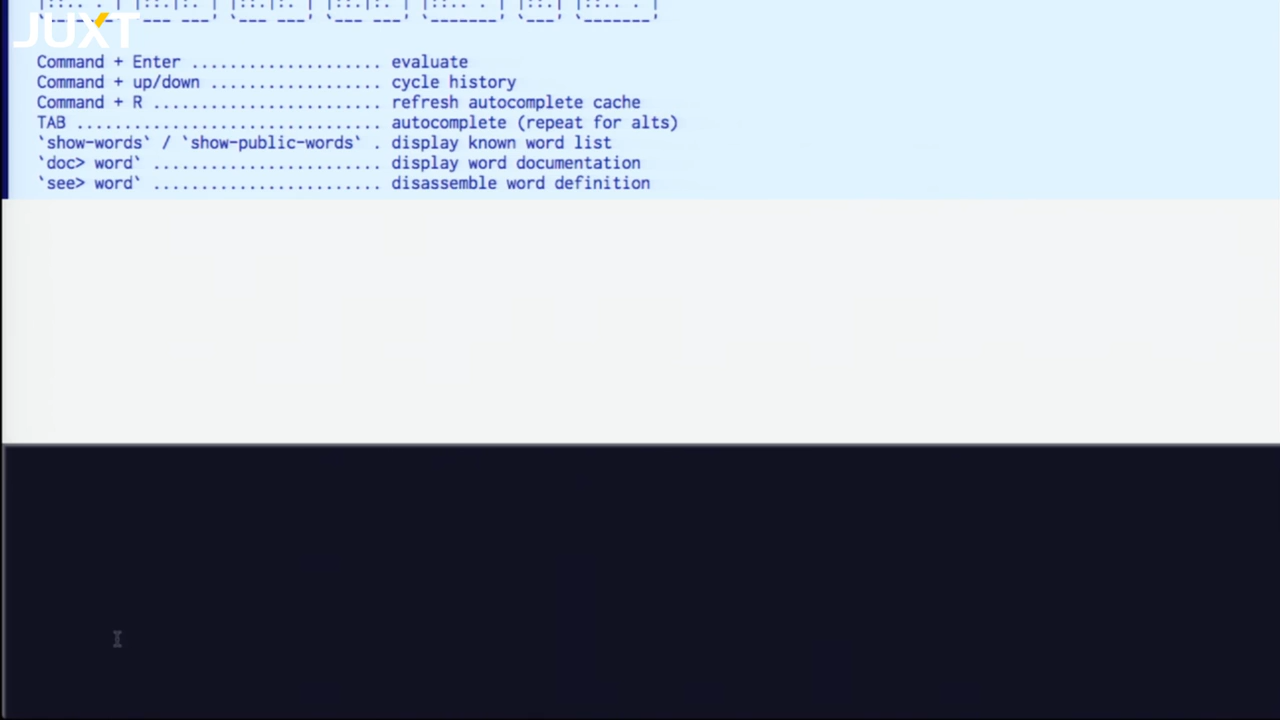 JUXT
Command + Enter .................... evaluate
Command + up/down .................. cycle history
Command + R ........................ refresh autocomplete cache
TAB ................................ autocomplete (repeat for alts)
`show-words` / `show-public-words` . display known word list
`doc> word` ........................ display word documentation
`see> word` ........................ disassemble word definition